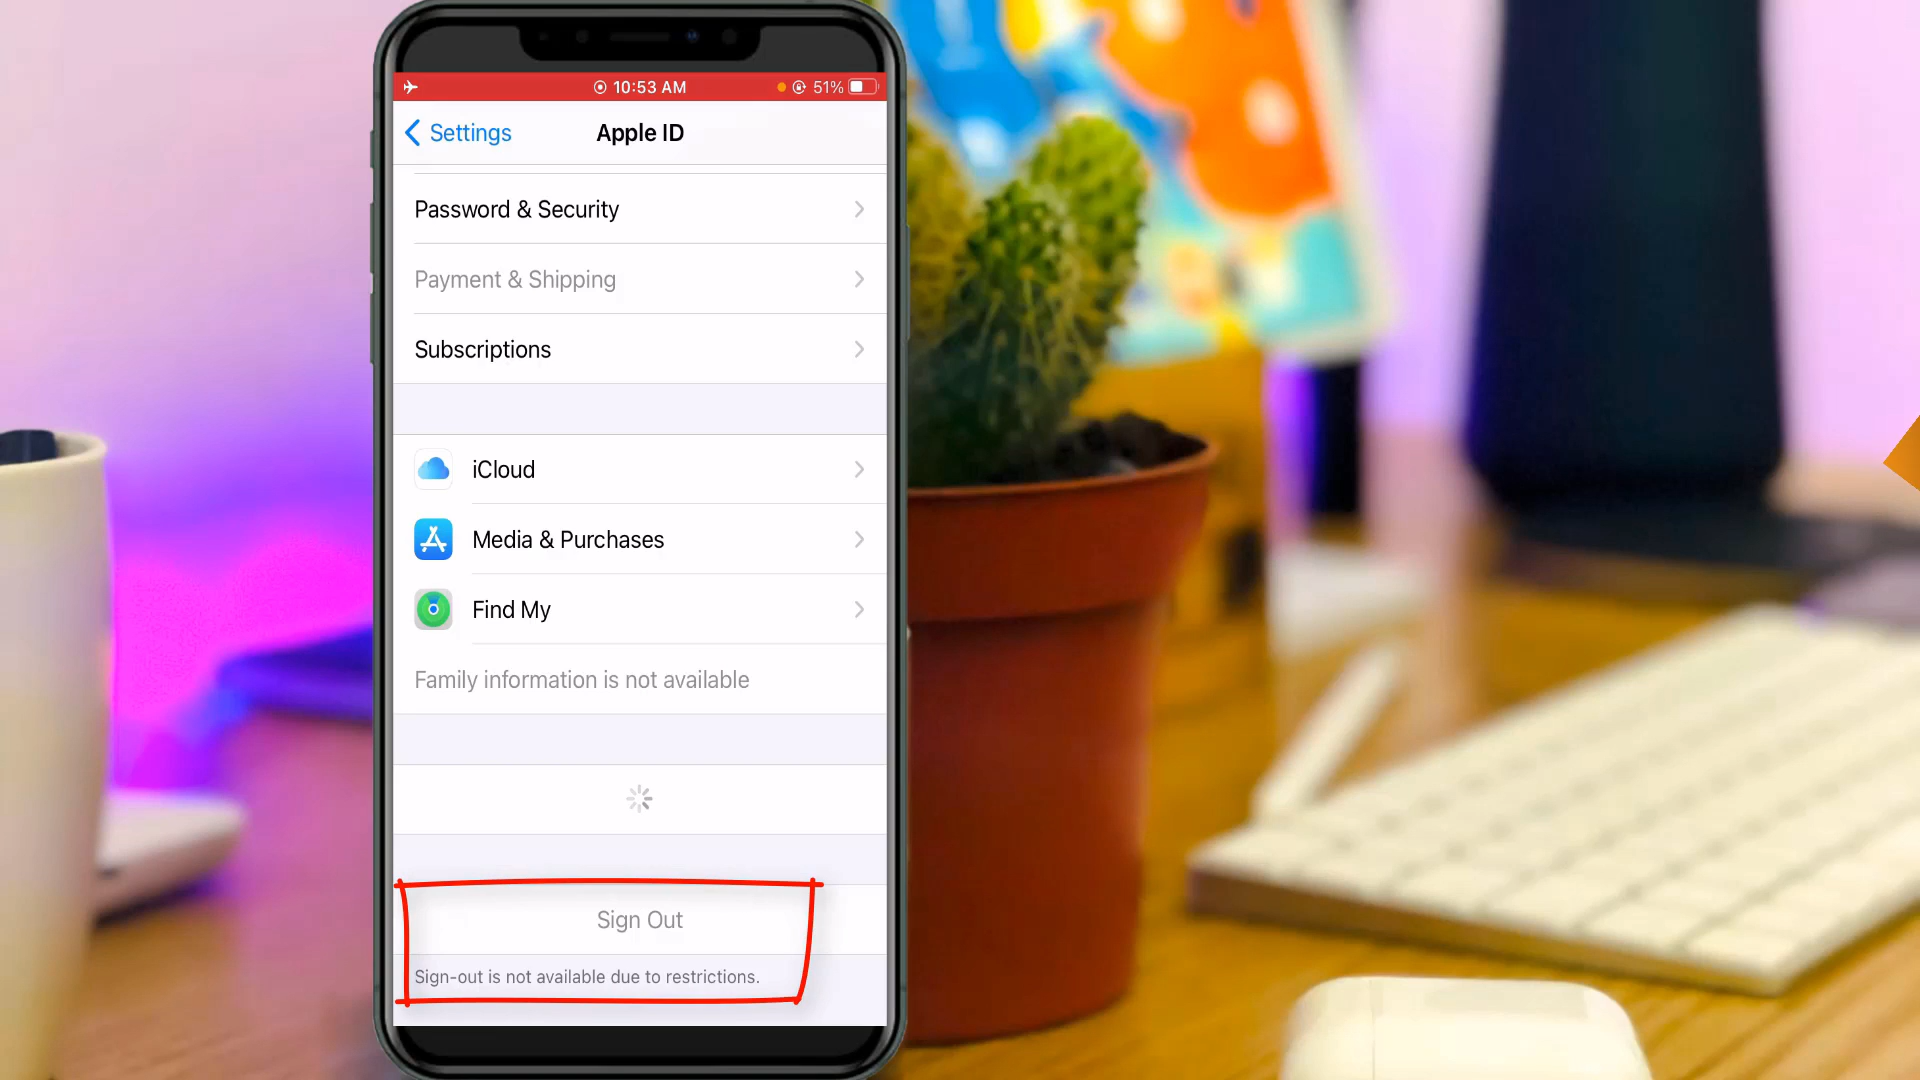 10:53 AM
51%
Settings
Apple ID
Password & Security
Payment & Shipping
Subscriptions
iCloud
Media & Purchases
Find My
Family information is not available
Sign Out
Sign-out is not available due to restrictions.